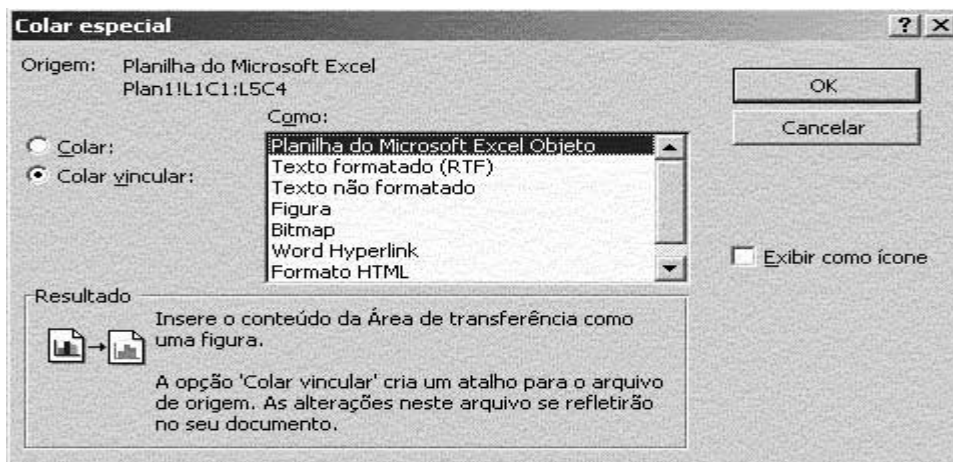 Colar especial
Origem: Planilha do Microsoft Excel
Plan1!L1C1:L5C4
Como:
Colar:
Colar vincular:
Planilha do Microsoft Excel Objeto
Texto formatado (RTF)
Texto não formatado
Figura
Bitmap
Word Hyperlink
Formato HTML
OK
Cancelar
Exibir como ícone
Resultado
Insere o conteúdo da Área de transferência como
uma figura.
A opção 'Colar vincular' cria um atalho para o arquivo
de origem. As alterações neste arquivo se refletirão
no seu documento.